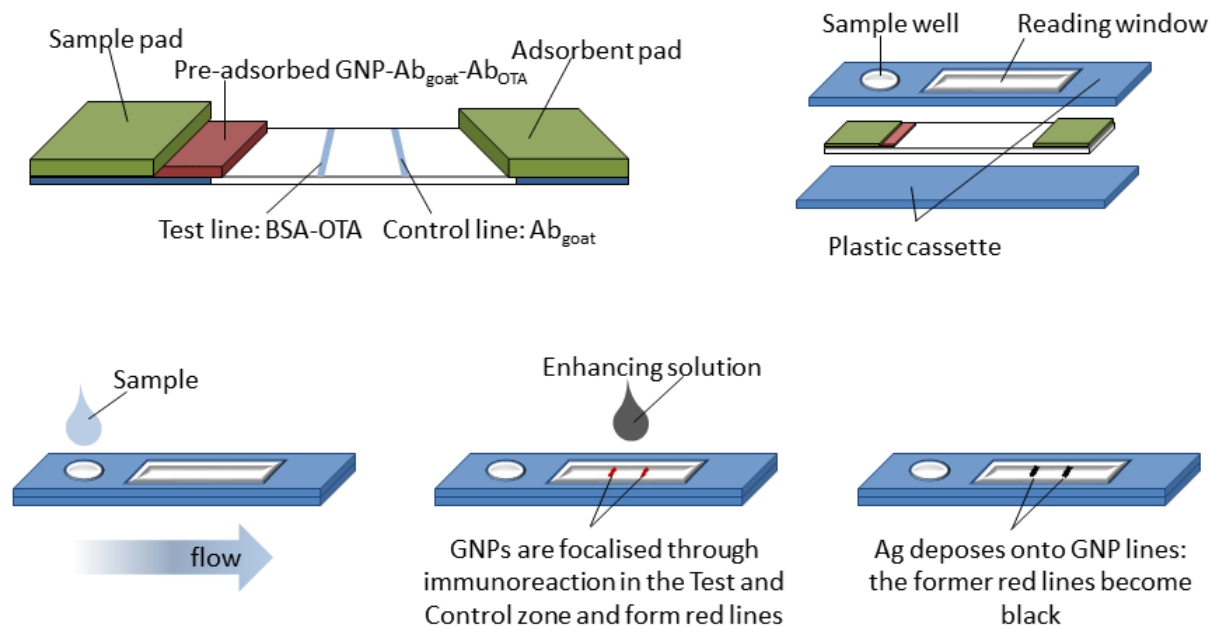 Sample pad
Pre-adsorbed GNP-Abgoat-AbOTA
Adsorbent pad
Test line: BSA-OTA
Control line: Abgoat
Sample well
Reading window
Plastic cassette
Sample
flow
Enhancing solution
GNPs are focalised through
immunoreaction in the Test and
Control zone and form red lines
Ag deposes onto GNP lines:
the former red lines become
black